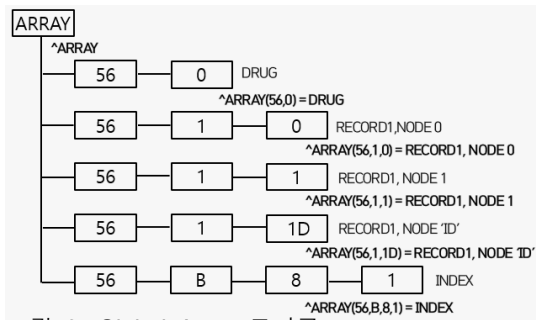 ARRAY
^ARRAY
56 0 DRUG
^ARRAY(56,0) = DRUG
56 1 0 RECORD1,NODE 0
^ARRAY(56,1,0) = RECORD1, NODE 0
56 1 1 RECORD1, NODE 1
^ARRAY(56,1,1) = RECORD1, NODE 1
56 1 1D RECORD1, NODE 'ID'
^ARRAY(56,1,1D) = RECORD1, NODE 'ID'
56 B 8 1 INDEX
^ARRAY(56,B,8,1) = INDEX